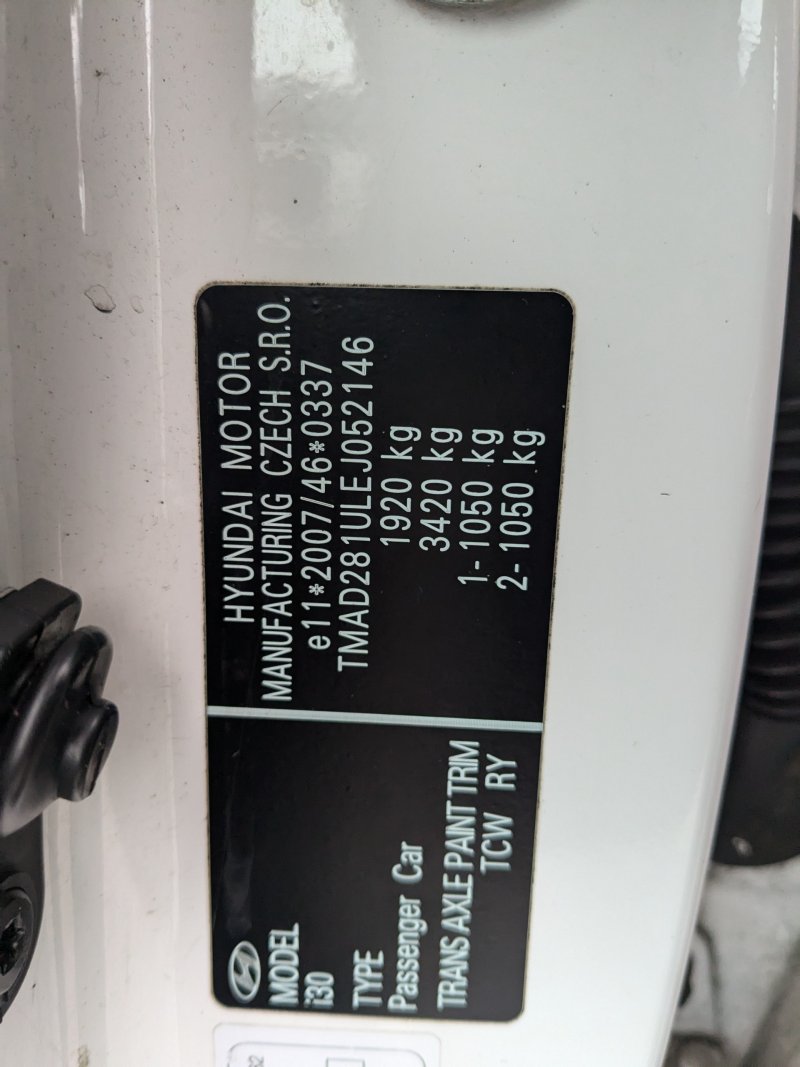 MODEL
i30
TYPE
Passenger Car
TRANS AXLE PAINT TRIM
TCW RY
HYUNDAI MOTOR
MANUFACTURING CZECH S.R.O.
e11*2007/46*0337
TMAD281ULEJ052146
1920 kg
3420 kg
1- 1050 kg
2- 1050 kg